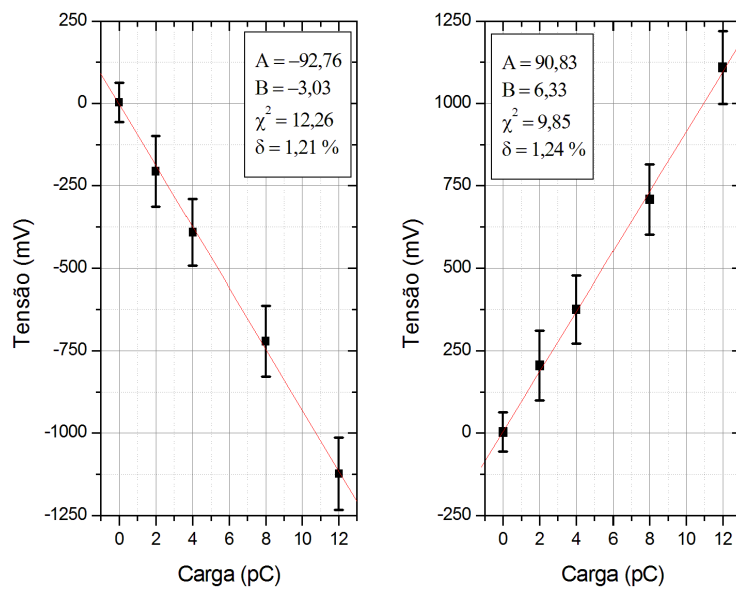 250
0
-250
-500
-750
-1000
-1250
Tensão (mV)
A = –92,76
B = –3,03
χ² = 12,26
δ = 1,21 %
0 2 4 6 8 10 12
Carga (pC)
1250
1000
750
500
250
0
-250
Tensão (mV)
A = 90,83
B = 6,33
χ² = 9,85
δ = 1,24 %
0 2 4 6 8 10 12
Carga (pC)